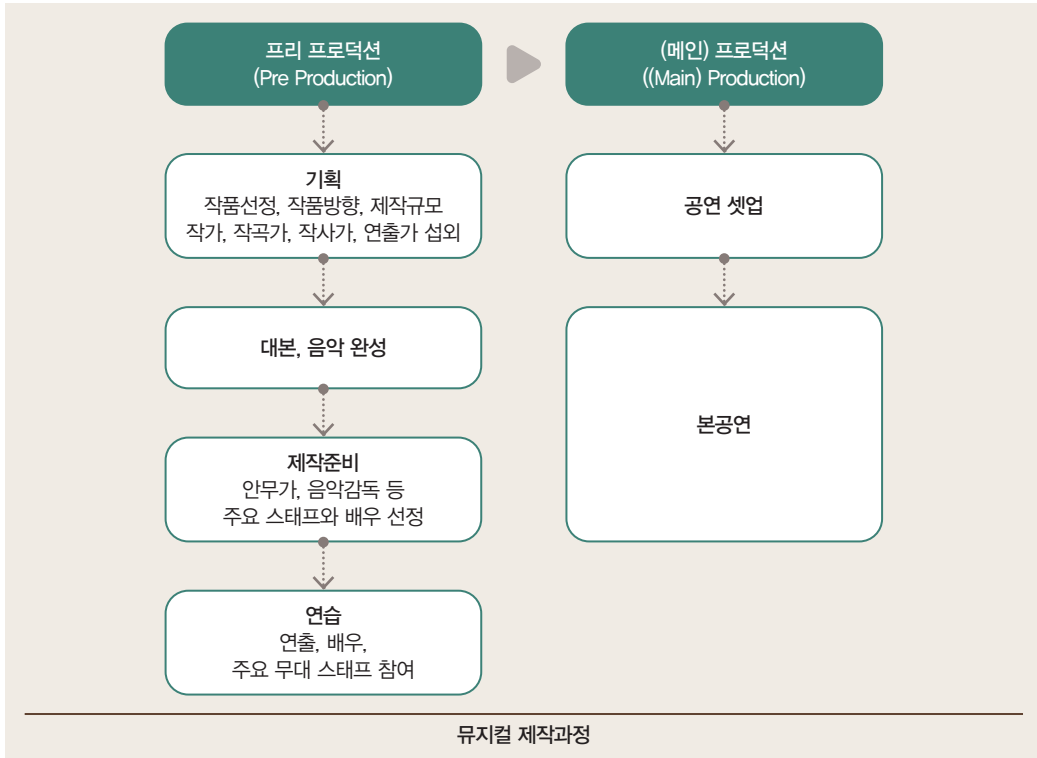 프리 프로덕션
(Pre Production)
기획
작품선정, 작품방향, 제작규모
작가, 작곡가, 작사가, 연출가 섭외
대본, 음악 완성
제작준비
안무가, 음악감독 등
주요 스태프와 배우 선정
연습
연출, 배우,
주요 무대 스태프 참여
(메인) 프로덕션
((Main) Production)
공연 셋업
본공연
뮤지컬 제작과정